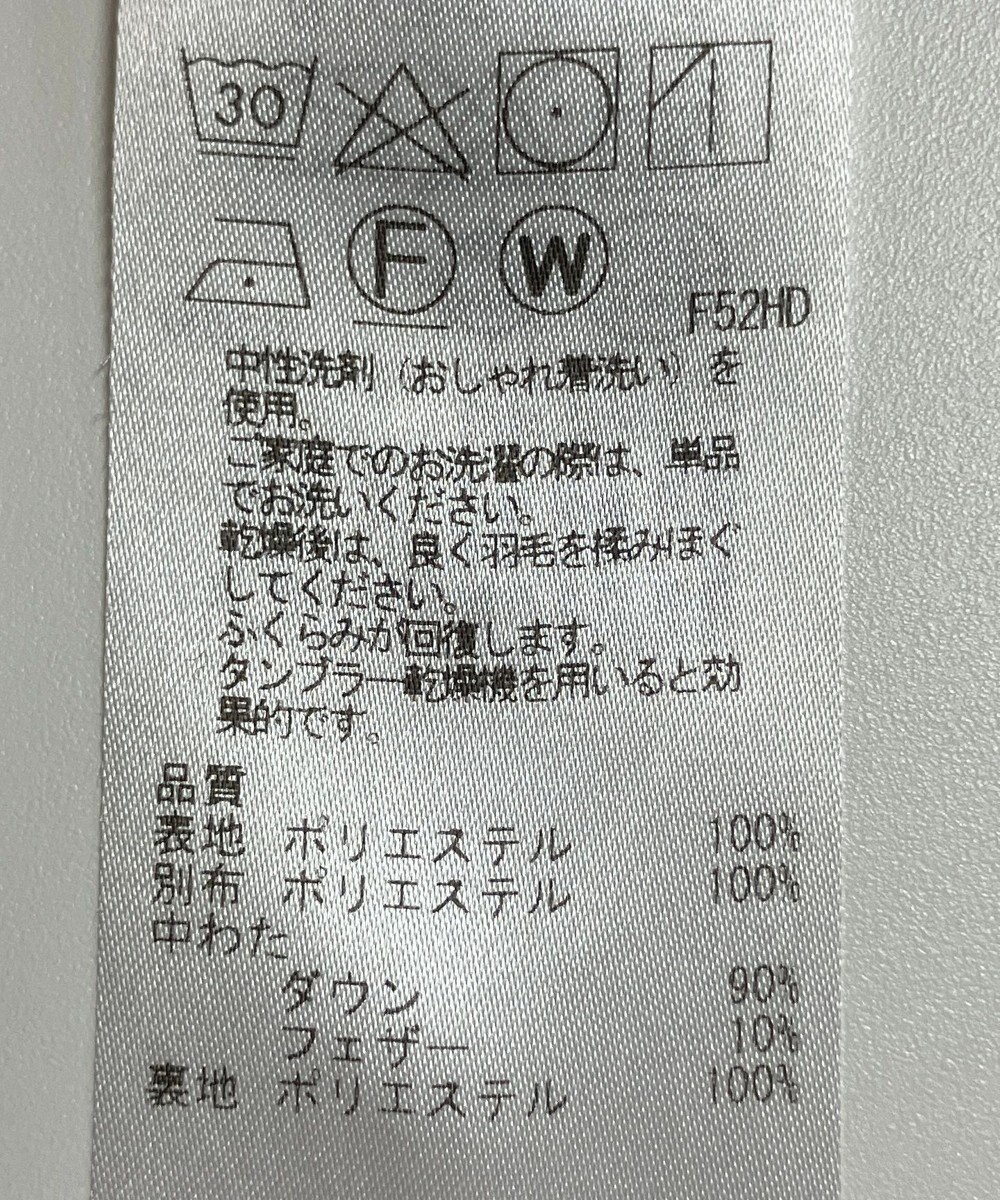 30
F W
F52HD
中性洗剤（おしゃれ着洗い）を
使用。
ご家庭でのお洗濯の際は、単品
でお洗いください。
乾燥後は、良く羽毛を揉みほぐ
してください。
ふくらみが回復します。
タンブラー乾燥機を用いると効
果的です。
品質
表地 ポリエステル 100%
別布 ポリエステル 100%
中わた
ダウン 90%
フェザー 10%
裏地 ポリエステル 100%